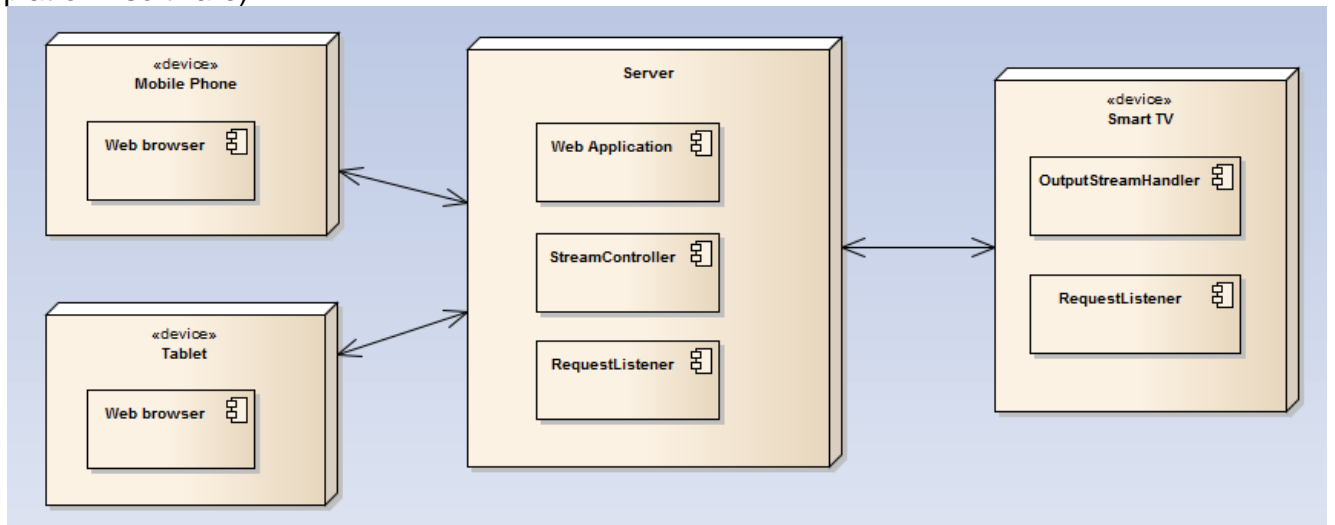 «device»
Mobile Phone
Web browser
«device»
Tablet
Web browser
Server
Web Application
StreamController
RequestListener
«device»
Smart TV
OutputStreamHandler
RequestListener